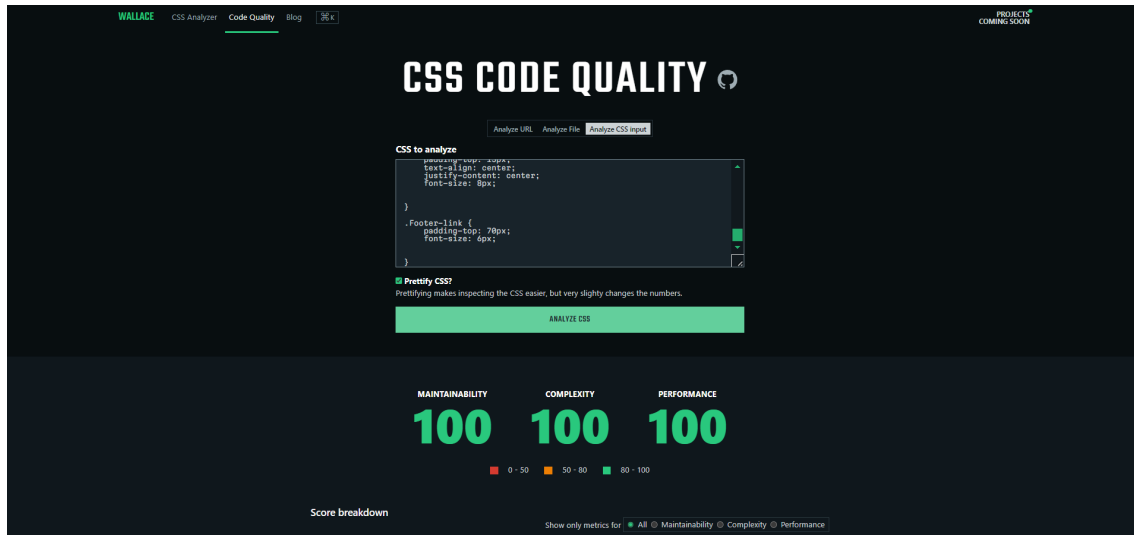 WALLACE CSS Analyzer Code Quality Blog ⌘K PROJECTS
COMING SOON
CSS CODE QUALITY
Analyze URL Analyze File Analyze CSS input
CSS to analyze
padding-top: 15px;
text-align: center;
justify-content: center;
font-size: 8px;
}
.Footer-link {
padding-top: 70px;
font-size: 6px;
}
Prettify CSS?
Prettifying makes inspecting the CSS easier, but very slighty changes the numbers.
ANALYZE CSS
MAINTAINABILITY COMPLEXITY PERFORMANCE
100 100 100
0 - 50 50 - 80 80 - 100
Score breakdown
Show only metrics for All Maintainability Complexity Performance